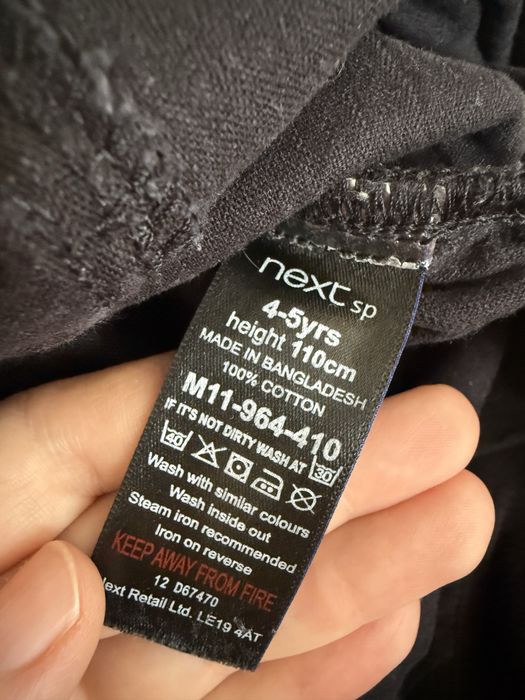 next sp
4-5yrs
height 110cm
MADE IN BANGLADESH
100% COTTON
M11-964-410
IF IT'S NOT DIRTY WASH AT 30
40
Wash with similar colours
Wash inside out
Steam iron recommended
Iron on reverse
KEEP AWAY FROM FIRE
12 D67470
ext Retail Ltd. LE19 4AT